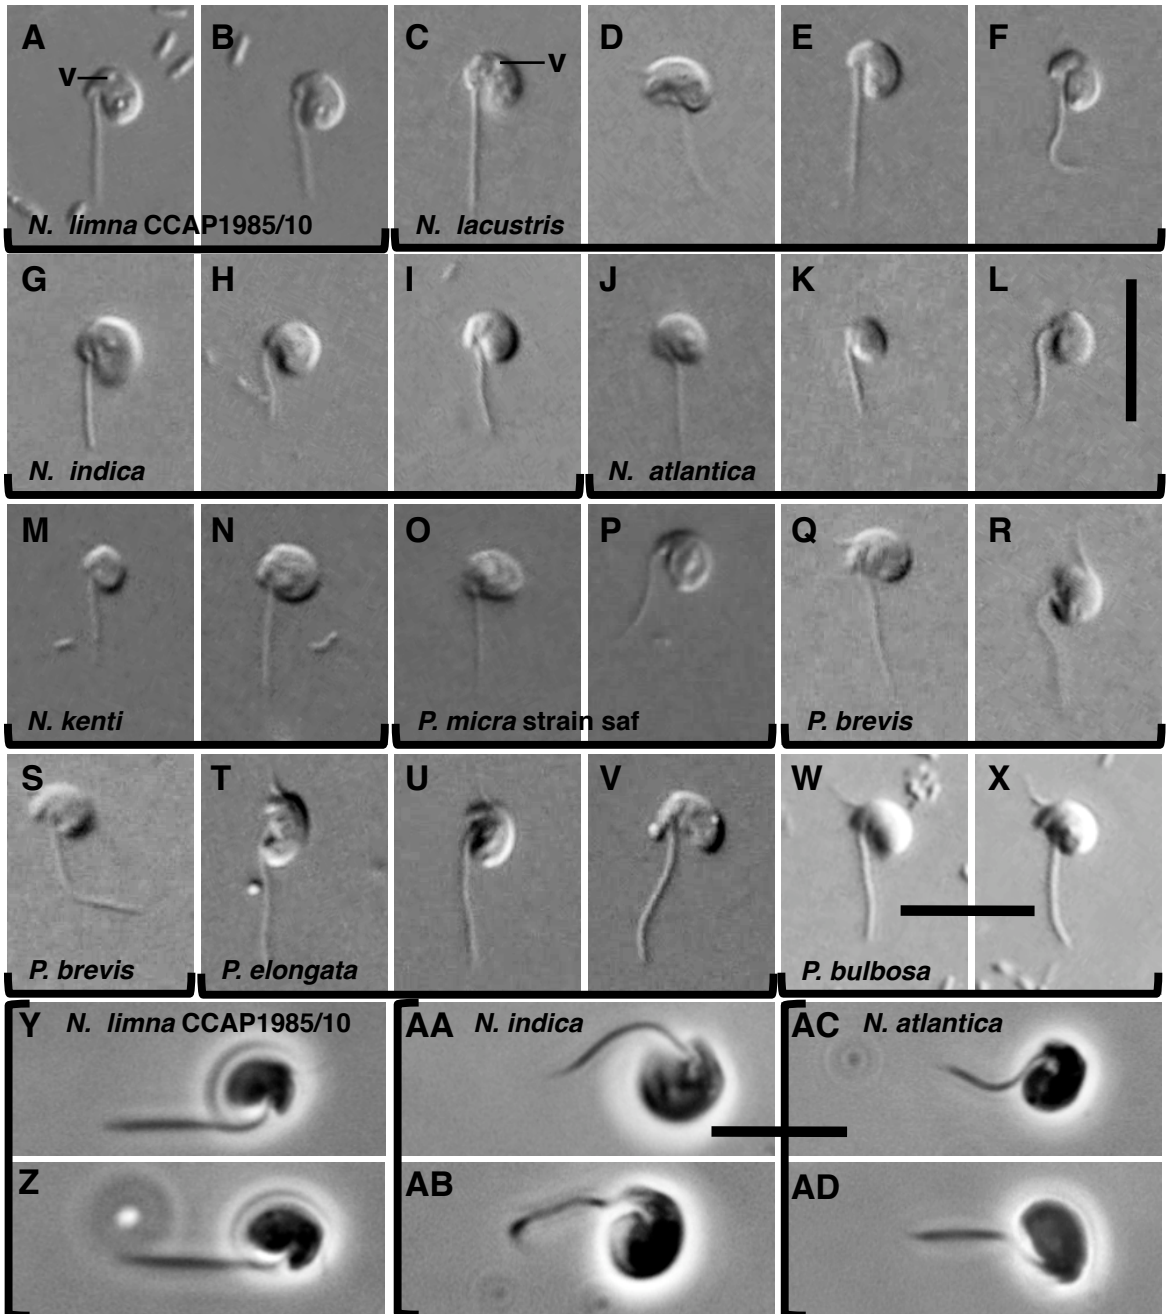 A B C D E F
V V
N. limna CCAP1985/10 N. lacustris
G H I J K L
N. indica N. atlantica
M N O P Q R
N. kenti P. micra strain saf P. brevis
S T U V W X
P. brevis P. elongata P. bulbosa
Y N. limna CCAP1985/10 AA N. indica AC N. atlantica
Z AB AD